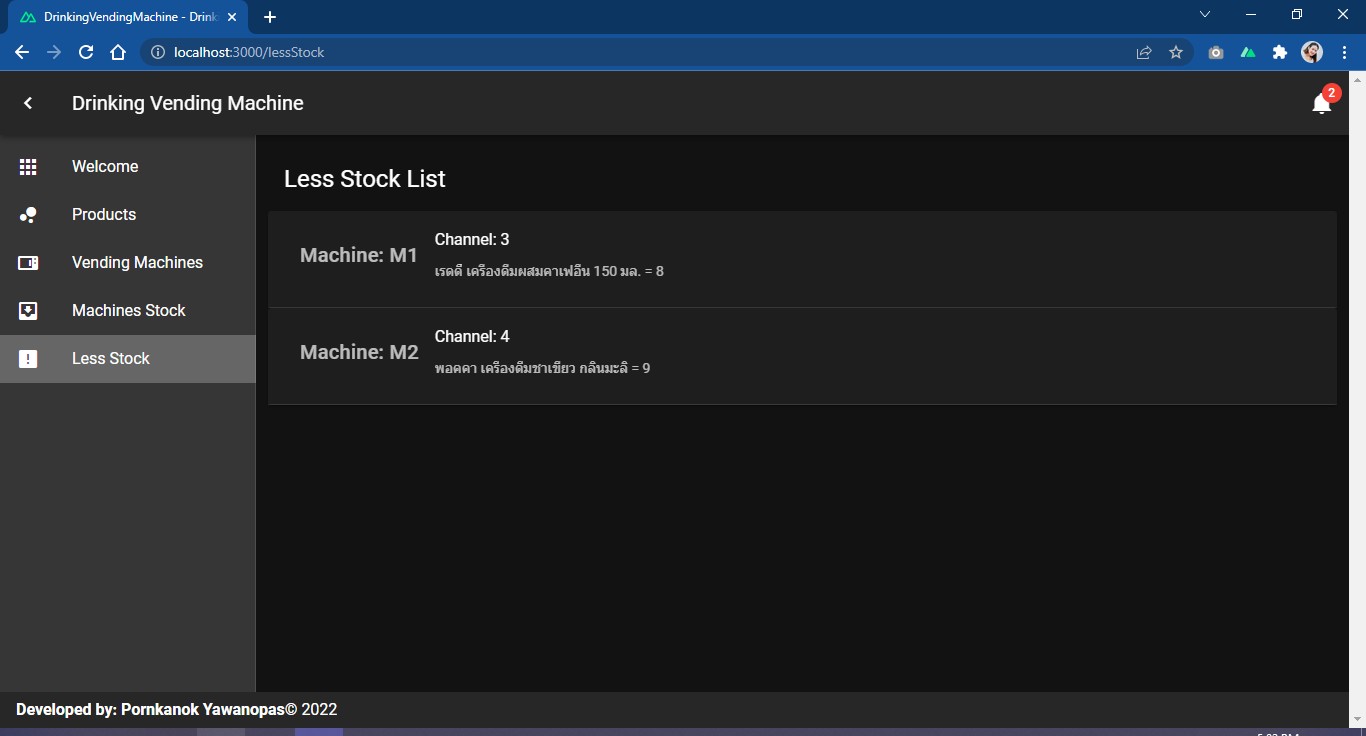 DrinkingVendingMachine - Drink
localhost:3000/lessStock
Drinking Vending Machine
2
Welcome
Products
Vending Machines
Machines Stock
Less Stock
Less Stock List
Machine: M1
Channel: 3
เรดดี เครื่องดื่มผสมคาเฟอีน 150 มล. = 8
Machine: M2
Channel: 4
พอคคา เครื่องดื่มชาเขียว กลิ่นมะลิ = 9
Developed by: Pornkanok Yawanopas© 2022